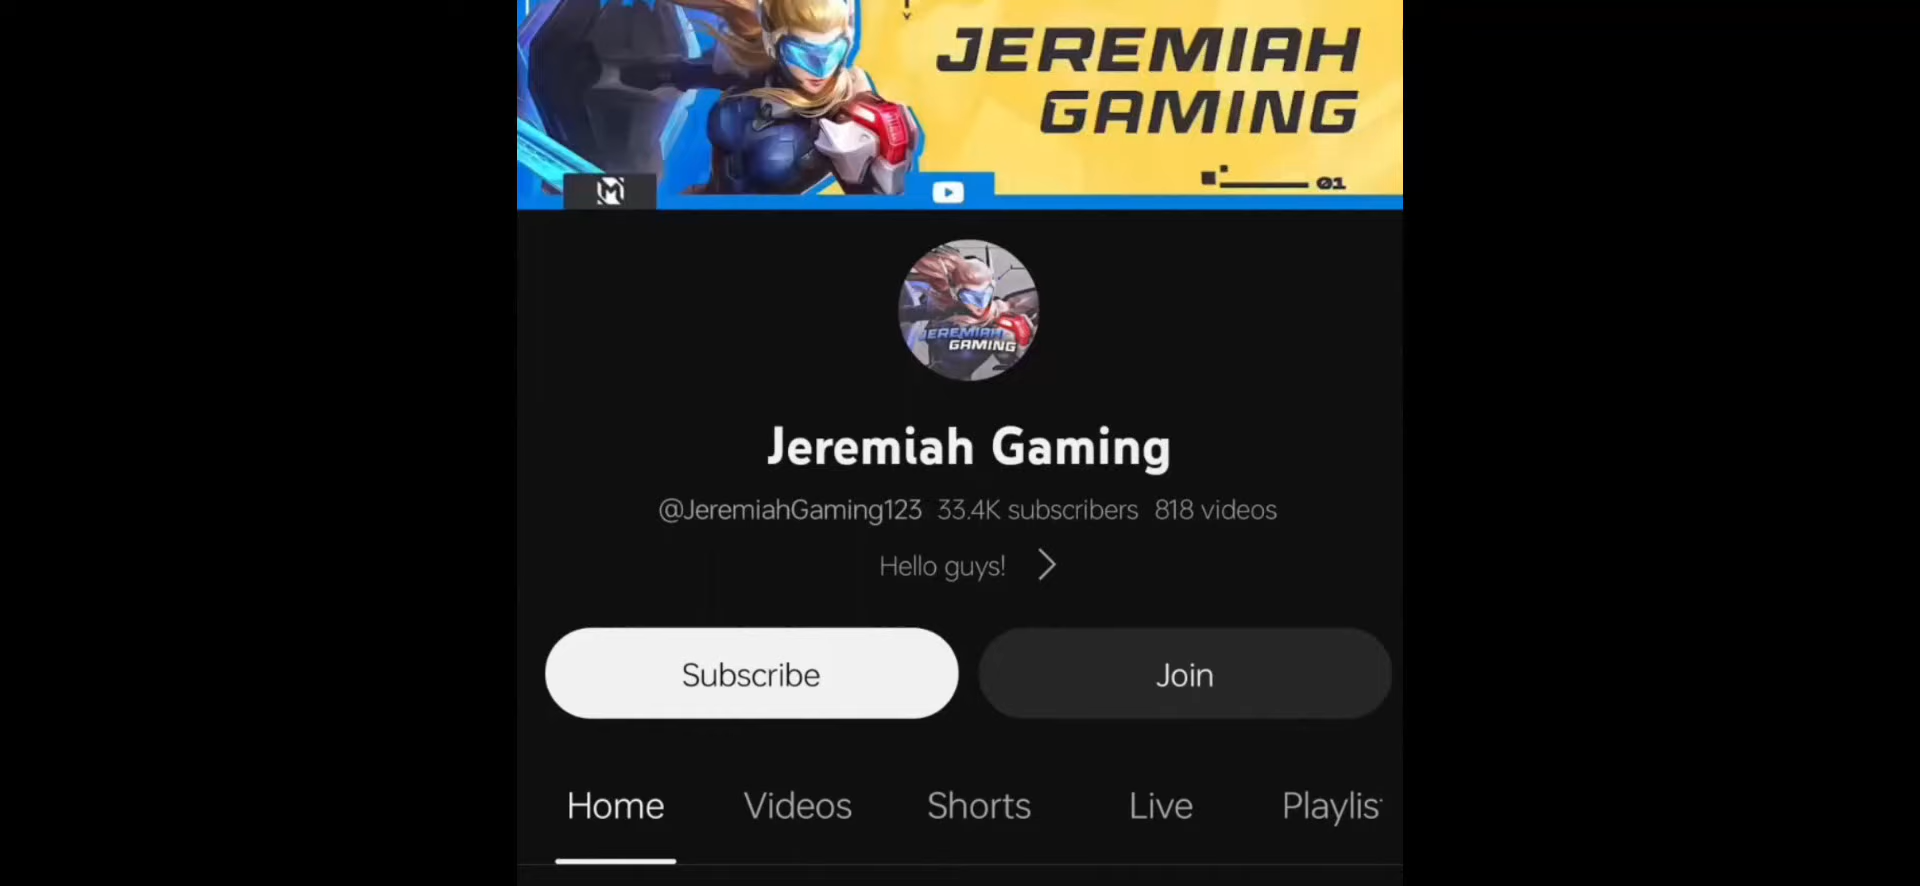 JEREMIAH
GAMING
01
JEREMIAH
GAMING
Jeremiah Gaming
@JeremiahGaming123 33.4K subscribers 818 videos
Hello guys!
Subscribe
Join
Home Videos Shorts Live Playlis